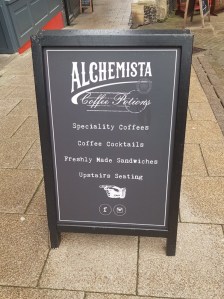 ALCHEMISTA
Coffee Potions
Speciality Coffees
Coffee Cocktails
Freshly Made Sandwiches
Upstairs Seating
f